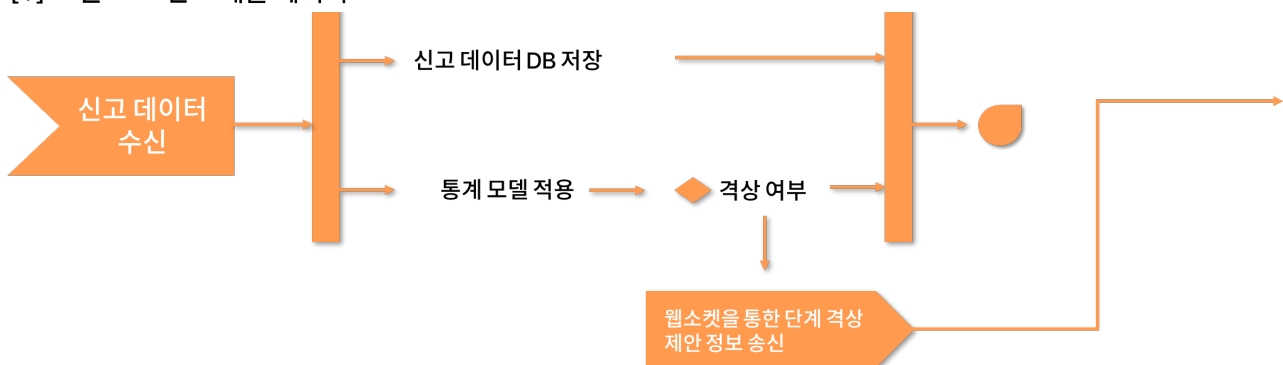 신고 데이터 DB 저장
신고 데이터
수신
통계 모델 적용
격상 여부
웹소켓을 통한 단계 격상
제안 정보 송신